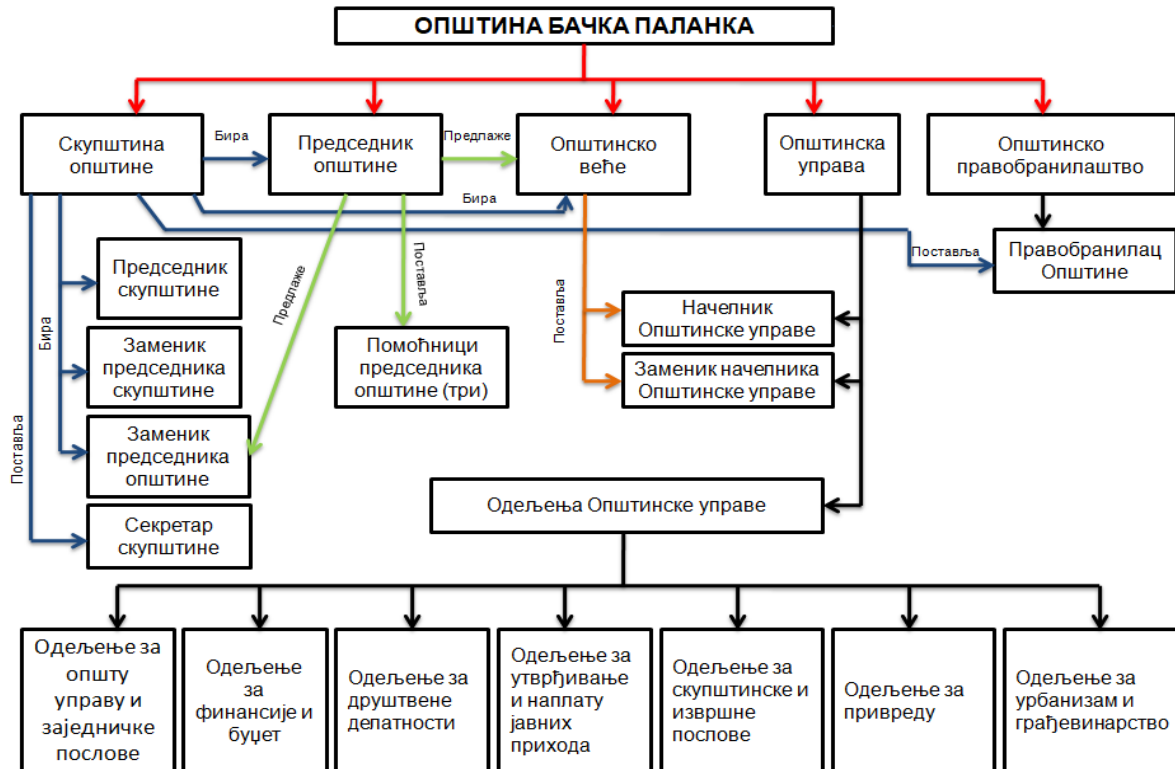 ОПШТИНА БАЧКА ПАЛАНКА
Скупштина
општине
Бира
Председник
општине
Предлаже
Општинско
веће
Општинска
управа
Општинско
правобранилаштво
Бира
Поставља
Правобранилац
Општине
Председник
скупштине
Бира
Заменик
председника
скупштине
Заменик
председника
општине
Поставља
Секретар
скупштине
Предлаже
Поставља
Помоћници
председника
општине (три)
Поставља
Начелник
Општинске управе
Заменик начелника
Општинске управе
Одељења Општинске управе
Одељење за
општу
управу и
заједничке
послове
Одељење
за
финансије и
буџет
Одељење за
друштвене
делатности
Одељење за
утврђивање
и наплату
јавних
прихода
Одељење за
скупштинске и
извршне
послове
Одељење за
привреду
Одељење за
урбанизам и
грађевинарство